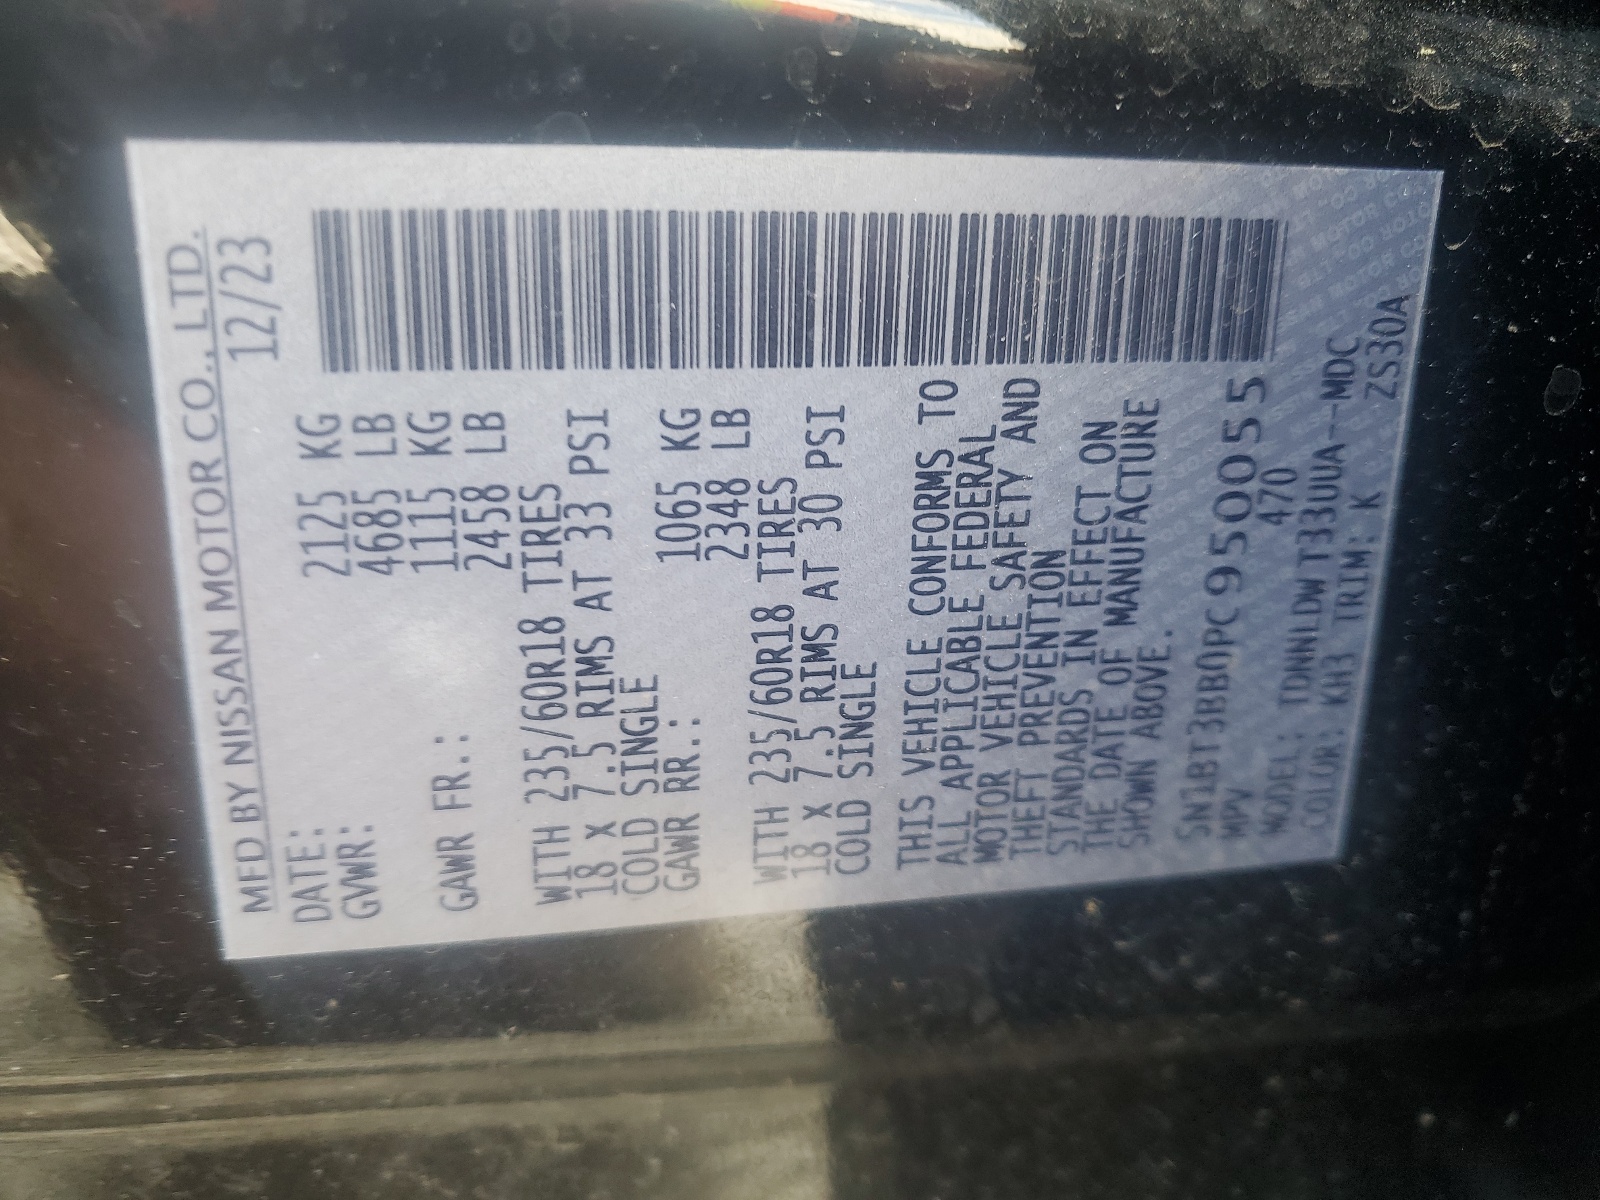 MFD BY NISSAN MOTOR CO., LTD.
DATE: 12/23
GVWR: 2125 KG
4685 LB
GAWR FR.: 1115 KG
2458 LB
WITH 235/60R18 TIRES
18 X 7.5 RIMS AT 33 PSI
COLD SINGLE
GAWR RR.: 1065 KG
2348 LB
WITH 235/60R18 TIRES
18 X 7.5 RIMS AT 30 PSI
COLD SINGLE
THIS VEHICLE CONFORMS TO
ALL APPLICABLE FEDERAL
MOTOR VEHICLE SAFETY AND
THEFT PREVENTION
STANDARDS IN EFFECT ON
THE DATE OF MANUFACTURE
SHOWN ABOVE.
5N1BT3BB0PC950055
MPV 470
MODEL: TDNNLDWT33UUA--MDC
COLOR: KH3 TRIM: K ZS30A